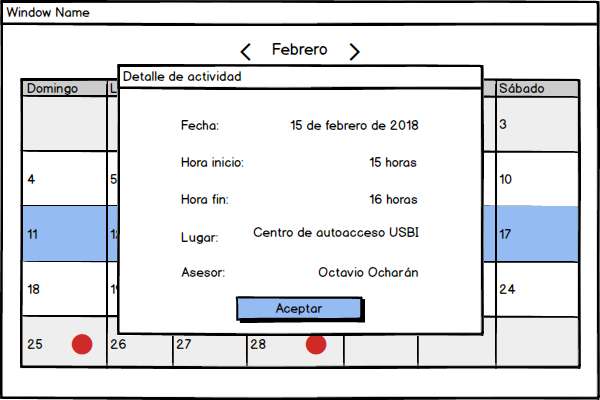 Window Name
Febrero
Detalle de actividad
Domingo
L
Sábado
Fecha: 15 de febrero de 2018
3
Hora inicio: 15 horas
4
5
10
Hora fin: 16 horas
11
17
Lugar: Centro de autoacceso USBI
Asesor: Octavio Ocharán
18
24
Aceptar
25
26
27
28